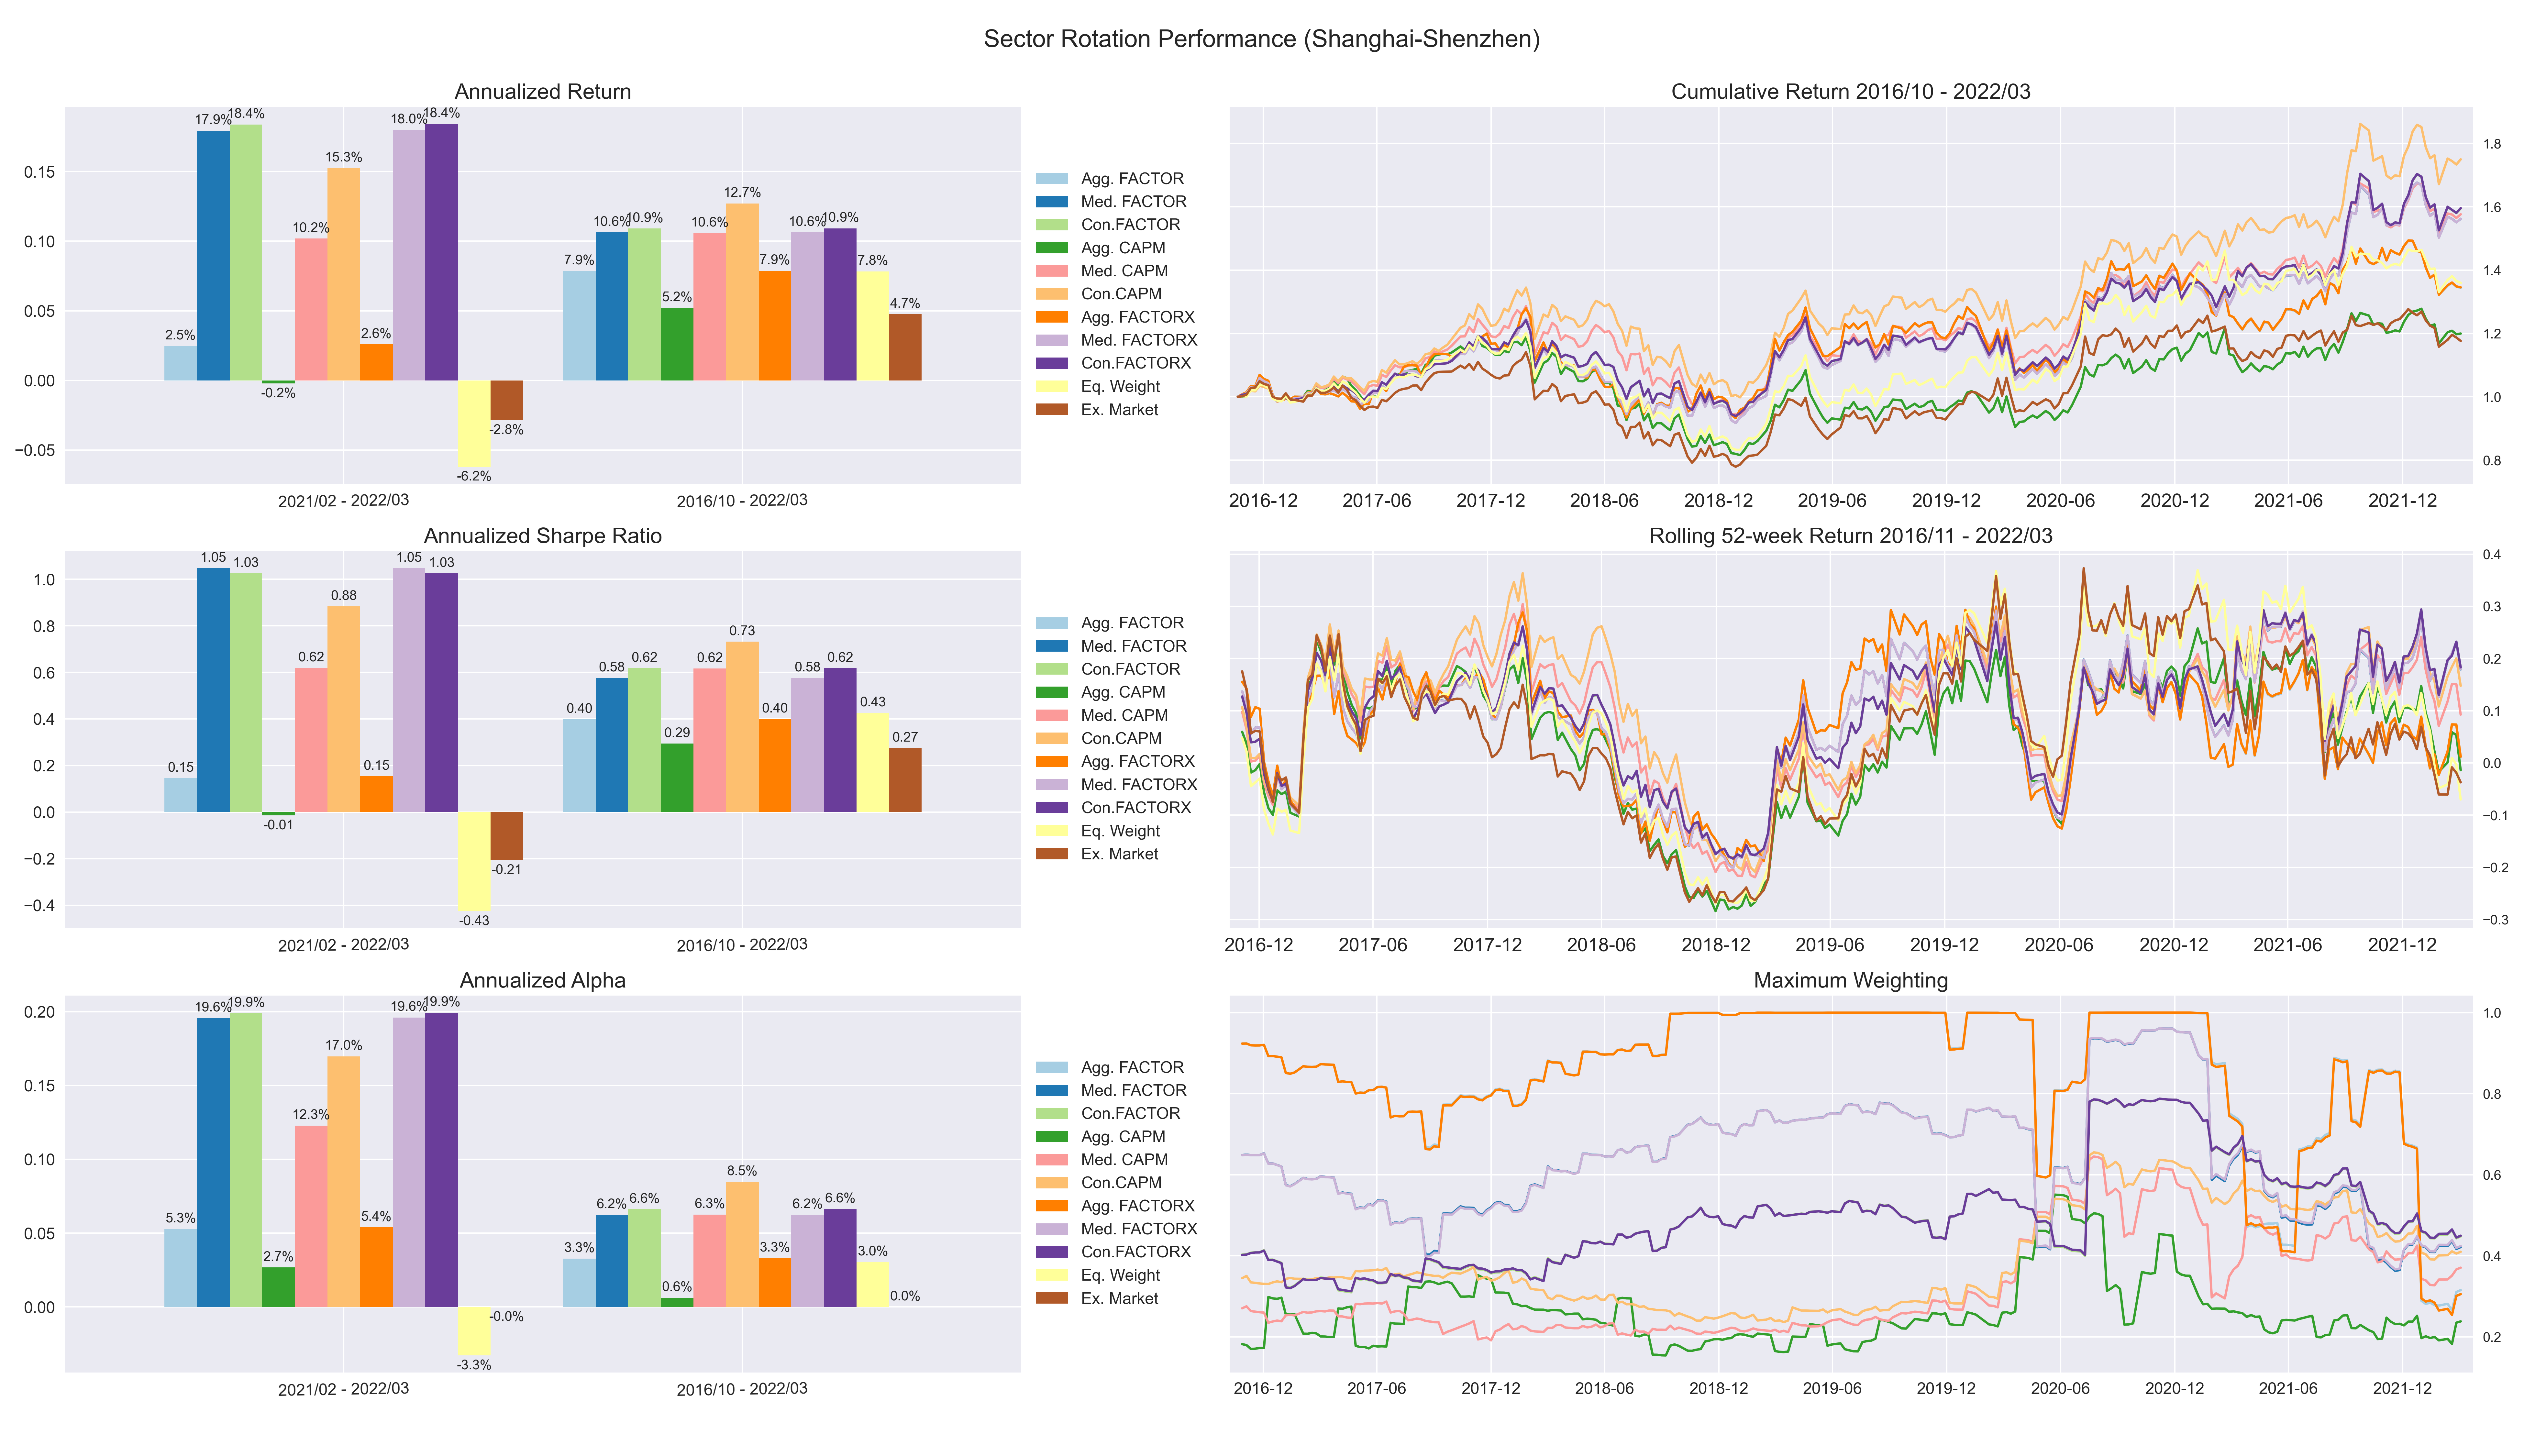 Sector Rotation Performance (Shanghai-Shenzhen)
Annualized Return
0.15
0.10
0.05
0.00
−0.05
2.5%
17.9%
18.4%
-0.2%
10.2%
15.3%
2.6%
18.0%
18.4%
-6.2%
-2.8%
7.9%
10.6%
10.9%
5.2%
10.6%
12.7%
7.9%
10.6%
10.9%
7.8%
4.7%
2021/02 - 2022/03
2016/10 - 2022/03
Agg. FACTOR
Med. FACTOR
Con.FACTOR
Agg. CAPM
Med. CAPM
Con.CAPM
Agg. FACTORX
Med. FACTORX
Con.FACTORX
Eq. Weight
Ex. Market
Cumulative Return 2016/10 - 2022/03
1.8
1.6
1.4
1.2
1.0
0.8
2016-12
2017-06
2017-12
2018-06
2018-12
2019-06
2019-12
2020-06
2020-12
2021-06
2021-12
Annualized Sharpe Ratio
1.0
0.8
0.6
0.4
0.2
0.0
−0.2
−0.4
0.15
1.05
1.03
-0.01
0.62
0.88
0.15
1.05
1.03
-0.43
-0.21
0.40
0.58
0.62
0.29
0.62
0.73
0.40
0.58
0.62
0.43
0.27
2021/02 - 2022/03
2016/10 - 2022/03
Agg. FACTOR
Med. FACTOR
Con.FACTOR
Agg. CAPM
Med. CAPM
Con.CAPM
Agg. FACTORX
Med. FACTORX
Con.FACTORX
Eq. Weight
Ex. Market
Rolling 52-week Return 2016/11 - 2022/03
0.4
0.3
0.2
0.1
0.0
−0.1
−0.2
−0.3
2016-12
2017-06
2017-12
2018-06
2018-12
2019-06
2019-12
2020-06
2020-12
2021-06
2021-12
Annualized Alpha
0.20
0.15
0.10
0.05
0.00
5.3%
19.6%
19.9%
2.7%
12.3%
17.0%
5.4%
19.6%
19.9%
-3.3%
-0.0%
3.3%
6.2%
6.6%
0.6%
6.3%
8.5%
3.3%
6.2%
6.6%
3.0%
0.0%
2021/02 - 2022/03
2016/10 - 2022/03
Agg. FACTOR
Med. FACTOR
Con.FACTOR
Agg. CAPM
Med. CAPM
Con.CAPM
Agg. FACTORX
Med. FACTORX
Con.FACTORX
Eq. Weight
Ex. Market
Maximum Weighting
1.0
0.8
0.6
0.4
0.2
2016-12
2017-06
2017-12
2018-06
2018-12
2019-06
2019-12
2020-06
2020-12
2021-06
2021-12